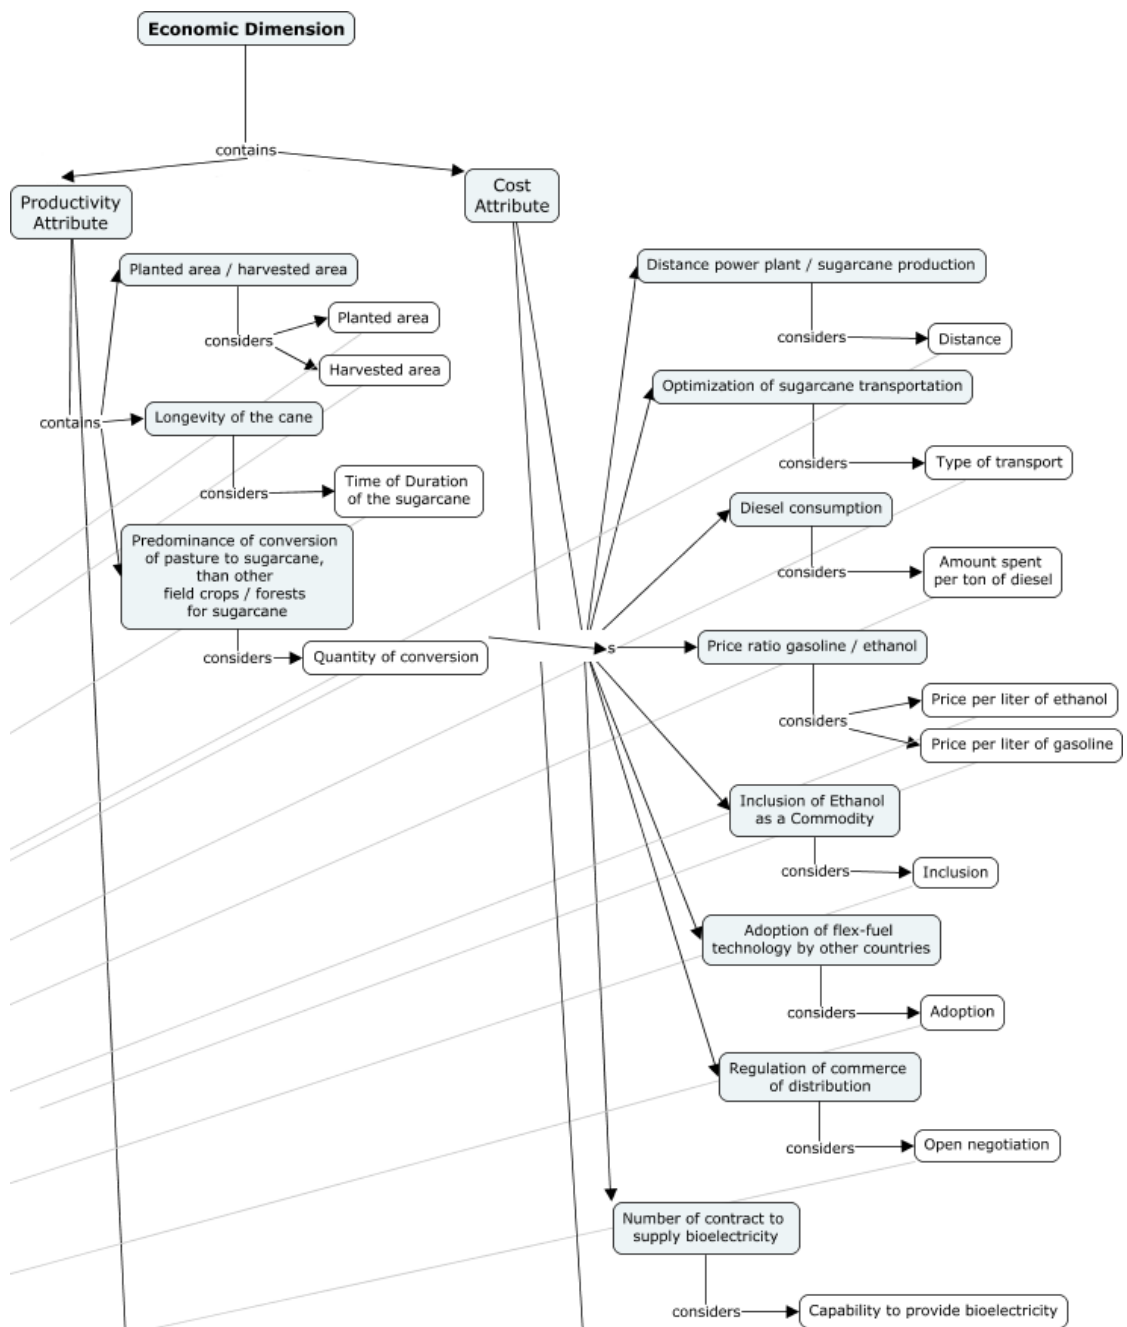 Economic Dimension
contains
Productivity
Attribute
Cost
Attribute
Planted area / harvested area
considers
Planted area
Harvested area
contains
Longevity of the cane
considers
Time of Duration
of the sugarcane
Predominance of conversion
of pasture to sugarcane,
than other
field crops / forests
for sugarcane
considers
Quantity of conversion
s
Distance power plant / sugarcane production
considers
Distance
Optimization of sugarcane transportation
considers
Type of transport
Diesel consumption
considers
Amount spent
per ton of diesel
Price ratio gasoline / ethanol
considers
Price per liter of ethanol
Price per liter of gasoline
Inclusion of Ethanol
as a Commodity
considers
Inclusion
Adoption of flex-fuel
technology by other countries
considers
Adoption
Regulation of commerce
of distribution
considers
Open negotiation
Number of contract to
supply bioelectricity
considers
Capability to provide bioelectricity